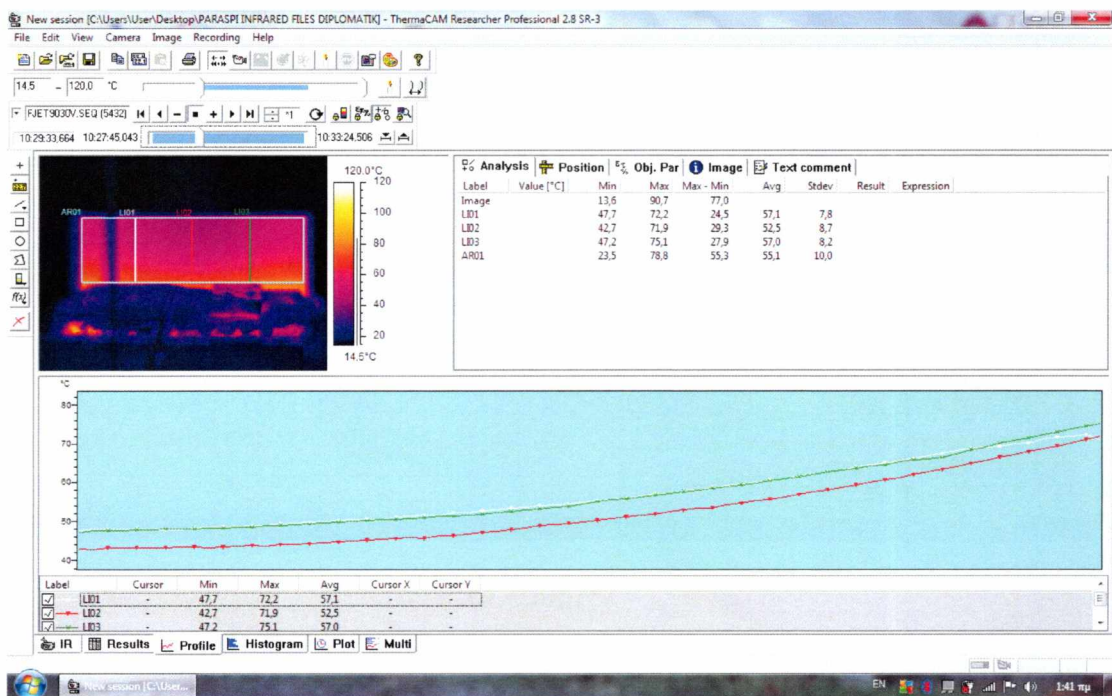 New session [C:\Users\User\Desktop\PARASPI INFRARED FILES DIPLOMATIK] - ThermaCAM Researcher Professional 2.8 SR-3
File Edit View Camera Image Recording Help
14.5 - 120,0 °C
FJET9030V.SEQ (5432) *1
10:29:33,664 10:27:45.043 10:33:24,506
120.0°C
120
100
80
60
40
20
14,5°C
AR01 LI01 LI02 LI03
Analysis Position Obj. Par Image Text comment
Label Value [°C] Min Max Max - Min Avg Stdev Result Expression
Image 13,6 90,7 77,0
LI01 47,7 72,2 24,5 57,1 7,8
LI02 42,7 71,9 29,3 52,5 8,7
LI03 47,2 75,1 27,9 57,0 8,2
AR01 23,5 78,8 55,3 55,1 10,0
°C
80
70
60
50
40
Label Cursor Min Max Avg Cursor X Cursor Y
LI01 - 47,7 72,2 57,1 - -
LI02 - 42,7 71,9 52,5 - -
LI03 - 47,2 75,1 57,0 - -
IR Results Profile Histogram Plot Multi
New session [C:\User...
EN 1:41 πμ